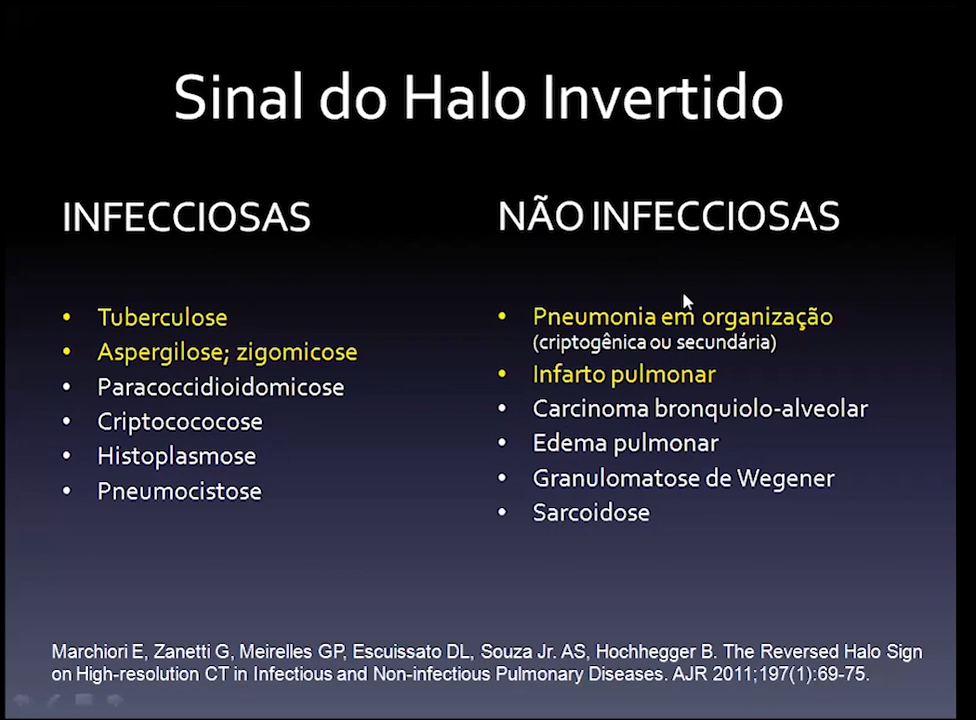 Sinal do Halo Invertido
INFECCIOSAS
• Tuberculose
• Aspergilose; zigomicose
• Paracoccidioidomicose
• Criptocococose
• Histoplasmose
• Pneumocistose
NÃO INFECCIOSAS
• Pneumonia em organização
(criptogênica ou secundária)
• Infarto pulmonar
• Carcinoma bronquiolo-alveolar
• Edema pulmonar
• Granulomatose de Wegener
• Sarcoidose
Marchiori E, Zanetti G, Meirelles GP, Escuissato DL, Souza Jr. AS, Hochhegger B. The Reversed Halo Sign
on High-resolution CT in Infectious and Non-infectious Pulmonary Diseases. AJR 2011;197(1):69-75.